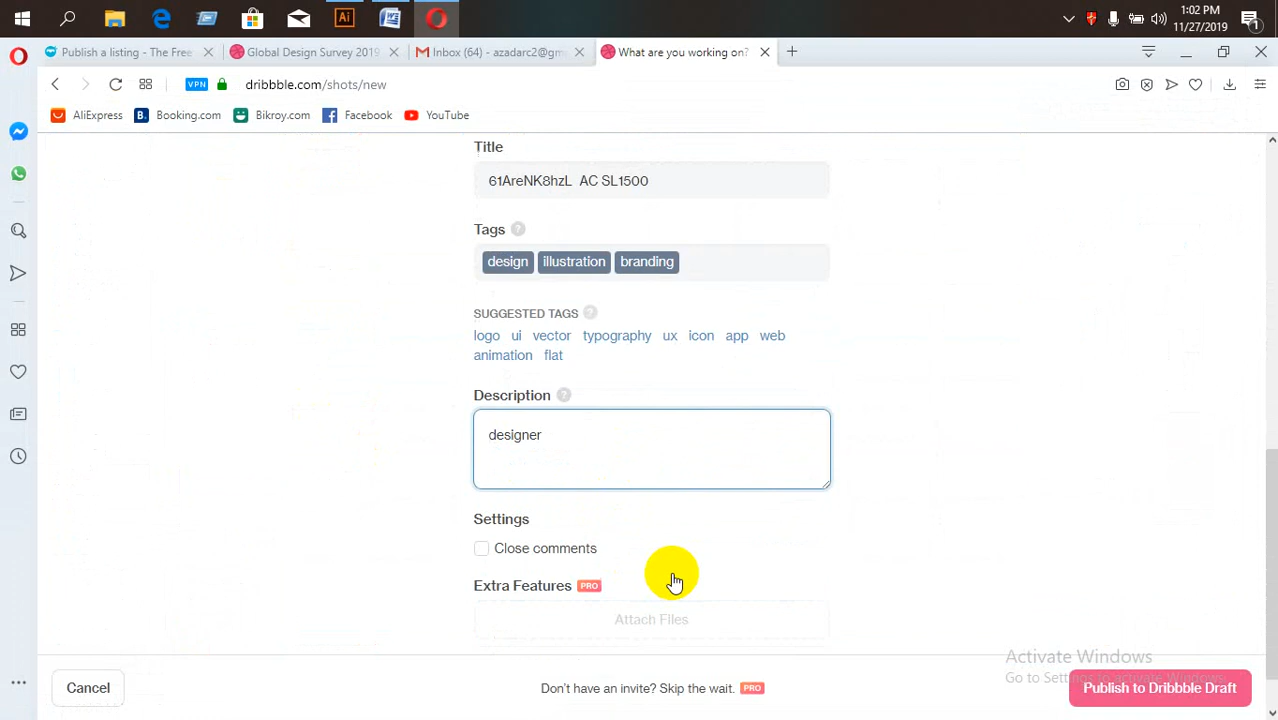 1:02 PM
11/27/2019
Publish a listing - The Free
Global Design Survey 2019
Inbox (64) - azadarc2@gm
What are you working on?
VPN
dribbble.com/shots/new
AliExpress
Booking.com
Bikroy.com
Facebook
YouTube
Title
61AreNK8hzL AC SL1500
Tags ?
design illustration branding
SUGGESTED TAGS ?
logo ui vector typography ux icon app web
animation flat
Description ?
designer
Settings
Close comments
Extra Features PRO
Attach Files
Activate Windows
Go to Settings to activate Windows.
Cancel
Don't have an invite? Skip the wait. PRO
Publish to Dribbble Draft